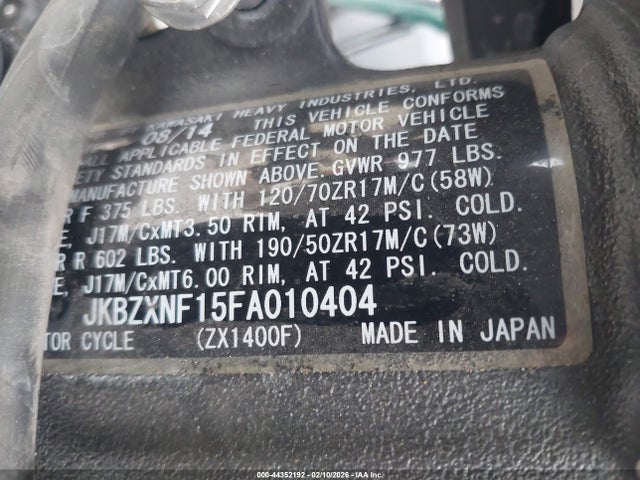 KAWASAKI HEAVY INDUSTRIES, LTD.
08/14 THIS VEHICLE CONFORMS
ALL APPLICABLE FEDERAL MOTOR VEHICLE
ETY STANDARDS IN EFFECT ON THE DATE
MANUFACTURE SHOWN ABOVE. GVWR 977 LBS.
R F 375 LBS. WITH 120/70ZR17M/C(58W)
E, J17M/CxMT3.50 RIM, AT 42 PSI. COLD.
R R 602 LBS. WITH 190/50ZR17M/C(73W)
E, J17M/CxMT6.00 RIM, AT 42 PSI. COLD.
JKBZXNF15FA010404
TOR CYCLE (ZX1400F) MADE IN JAPAN
000-44352192 - 02/10/2026 - ©IAA Inc.